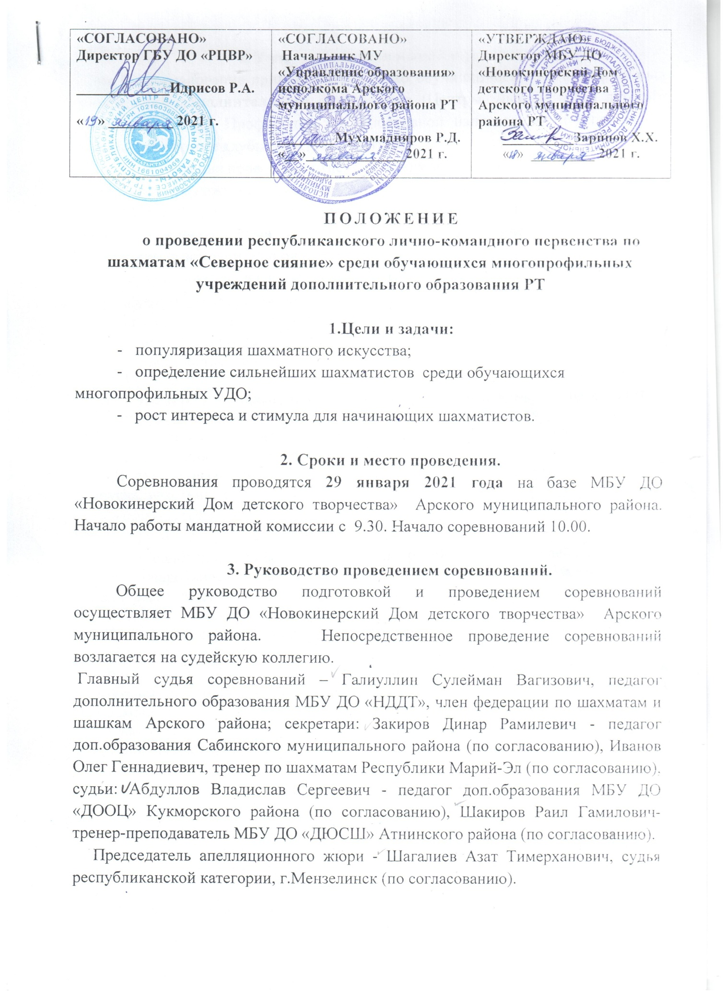 «СОГЛАСОВАНО»
Директор ГБУ ДО «РЦВР»
Идрисов Р.А.
«19» января 2021 г.
«СОГЛАСОВАНО»
Начальник МУ
«Управление образования»
исполкома Арского
муниципального района РТ
Мухамадияров Р.Д.
«18» января 2021 г.
«УТВЕРЖДАЮ»
Директор МБУ ДО
«Новокинерский Дом
детского творчества
Арского муниципального
района РТ
Зарипов Х.Х.
«18» января 2021 г.
П О Л О Ж Е Н И Е
о проведении республиканского лично-командного первенства по
шахматам «Северное сияние» среди обучающихся многопрофильных
учреждений дополнительного образования РТ
1.Цели и задачи:
- популяризация шахматного искусства;
- определение сильнейших шахматистов среди обучающихся
многопрофильных УДО;
- рост интереса и стимула для начинающих шахматистов.
2. Сроки и место проведения.
Соревнования проводятся 29 января 2021 года на базе МБУ ДО
«Новокинерский Дом детского творчества» Арского муниципального района.
Начало работы мандатной комиссии с 9.30. Начало соревнований 10.00.
3. Руководство проведением соревнований.
Общее руководство подготовкой и проведением соревнований
осуществляет МБУ ДО «Новокинерский Дом детского творчества» Арского
муниципального района. Непосредственное проведение соревнований
возлагается на судейскую коллегию.
Главный судья соревнований – Галиуллин Сулейман Вагизович, педагог
дополнительного образования МБУ ДО «НДДТ», член федерации по шахматам и
шашкам Арского района; секретари: Закиров Динар Рамилевич - педагог
доп.образования Сабинского муниципального района (по согласованию), Иванов
Олег Геннадиевич, тренер по шахматам Республики Марий-Эл (по согласованию).
судьи: Абдуллов Владислав Сергеевич - педагог доп.образования МБУ ДО
«ДООЦ» Кукморского района (по согласованию), Шакиров Раил Гамилович-
тренер-преподаватель МБУ ДО «ДЮСШ» Атнинского района (по согласованию).
Председатель апелляционного жюри - Шагалиев Азат Тимерханович, судья
республиканской категории, г.Мензелинск (по согласованию).